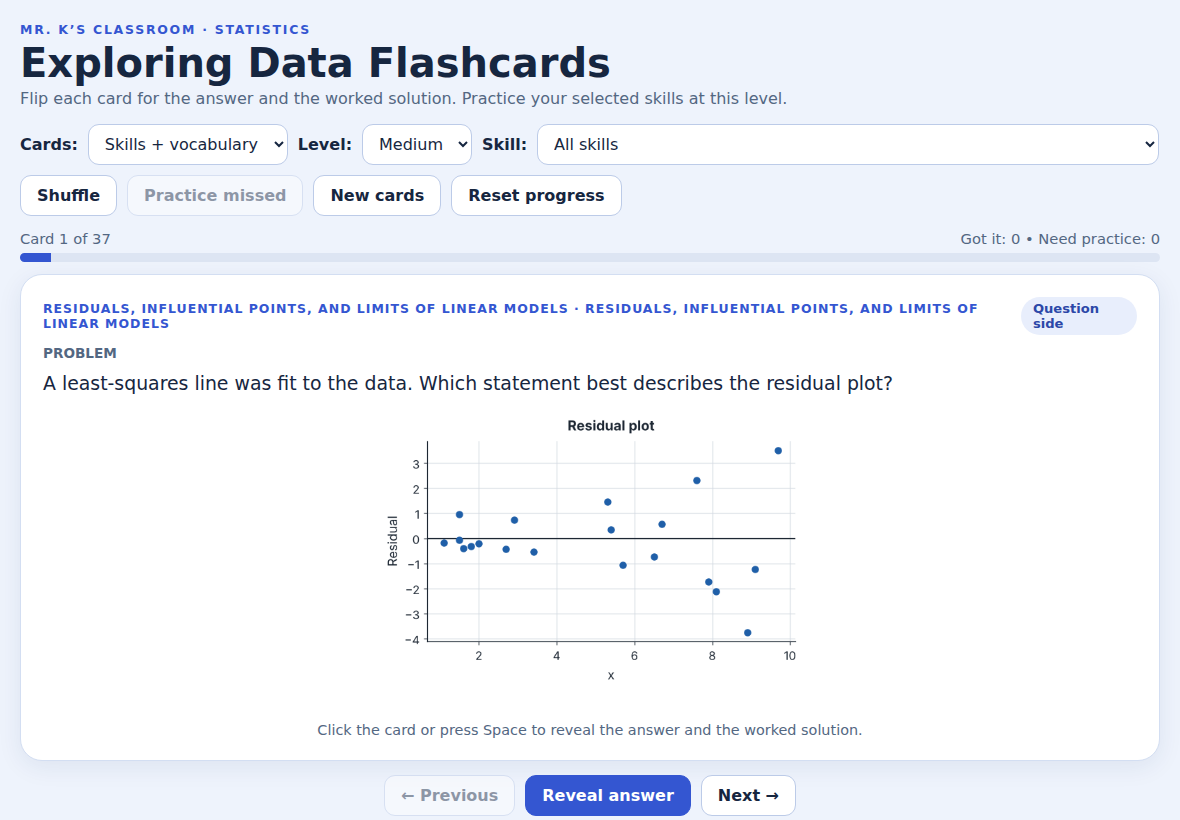 MR. K'S CLASSROOM · STATISTICS
Exploring Data Flashcards
Flip each card for the answer and the worked solution. Practice your selected skills at this level.
Cards: Skills + vocabulary Level: Medium Skill: All skills
Shuffle Practice missed New cards Reset progress
Card 1 of 37 Got it: 0 • Need practice: 0
RESIDUALS, INFLUENTIAL POINTS, AND LIMITS OF LINEAR MODELS · RESIDUALS, INFLUENTIAL POINTS, AND LIMITS OF
LINEAR MODELS
Question
side
PROBLEM
A least-squares line was fit to the data. Which statement best describes the residual plot?
Residual plot
3
2
1
0
−1
−2
−3
−4
Residual
2 4 6 8 10
x
Click the card or press Space to reveal the answer and the worked solution.
← Previous Reveal answer Next →